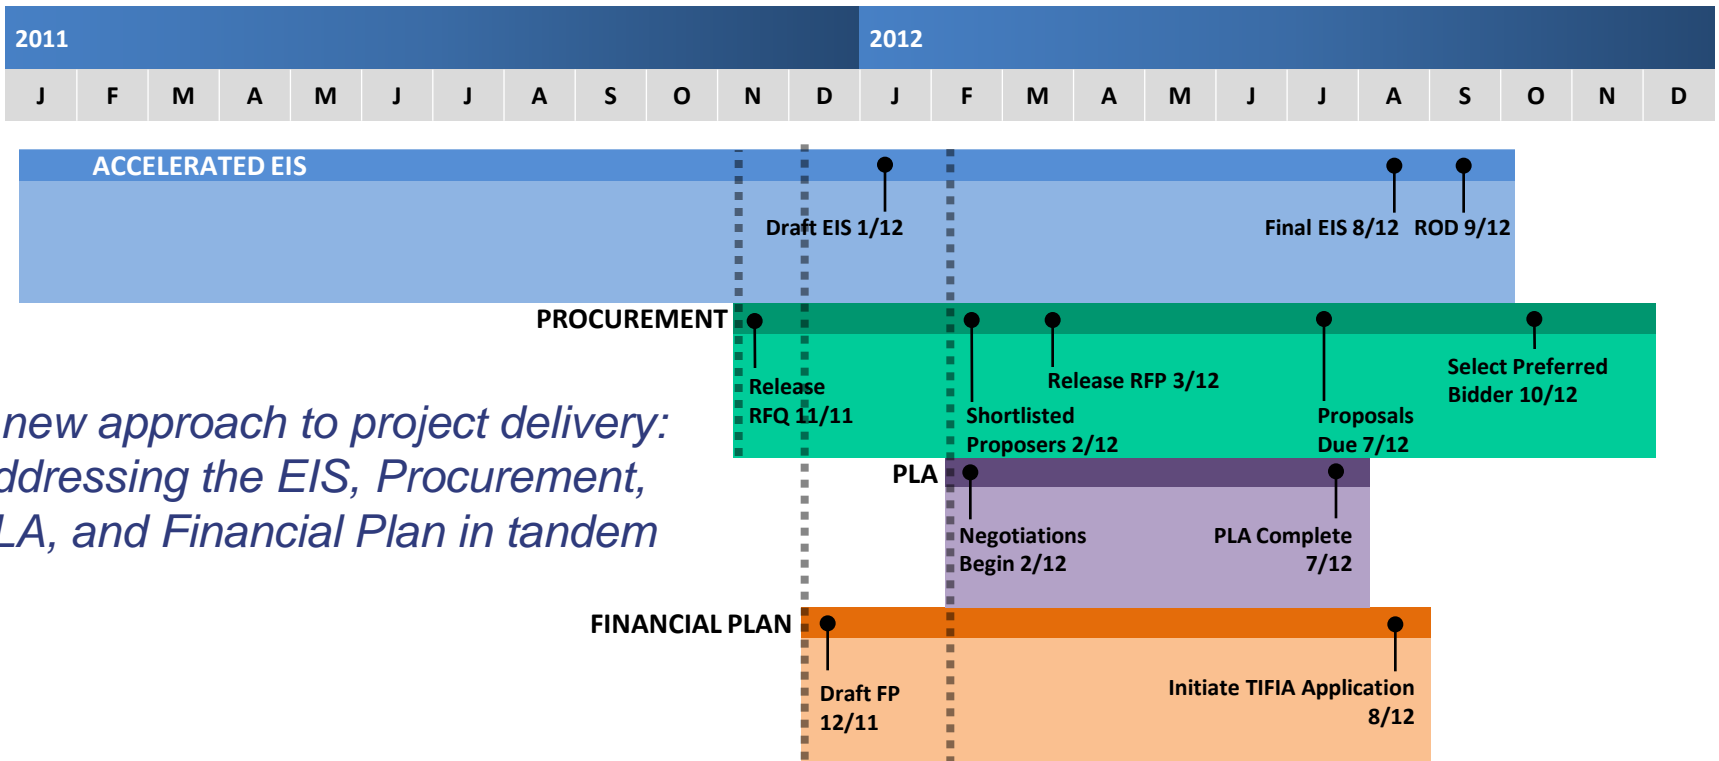 2011 2012
J F M A M J J A S O N D J F M A M J J A S O N D
ACCELERATED EIS
Draft EIS 1/12
Final EIS 8/12
ROD 9/12
PROCUREMENT
Release
RFQ 11/11
Shortlisted
Proposers 2/12
Release RFP 3/12
Proposals
Due 7/12
Select Preferred
Bidder 10/12
new approach to project delivery:
ddressing the EIS, Procurement,
LA, and Financial Plan in tandem
PLA
Negotiations
Begin 2/12
PLA Complete
7/12
FINANCIAL PLAN
Draft FP
12/11
Initiate TIFIA Application
8/12